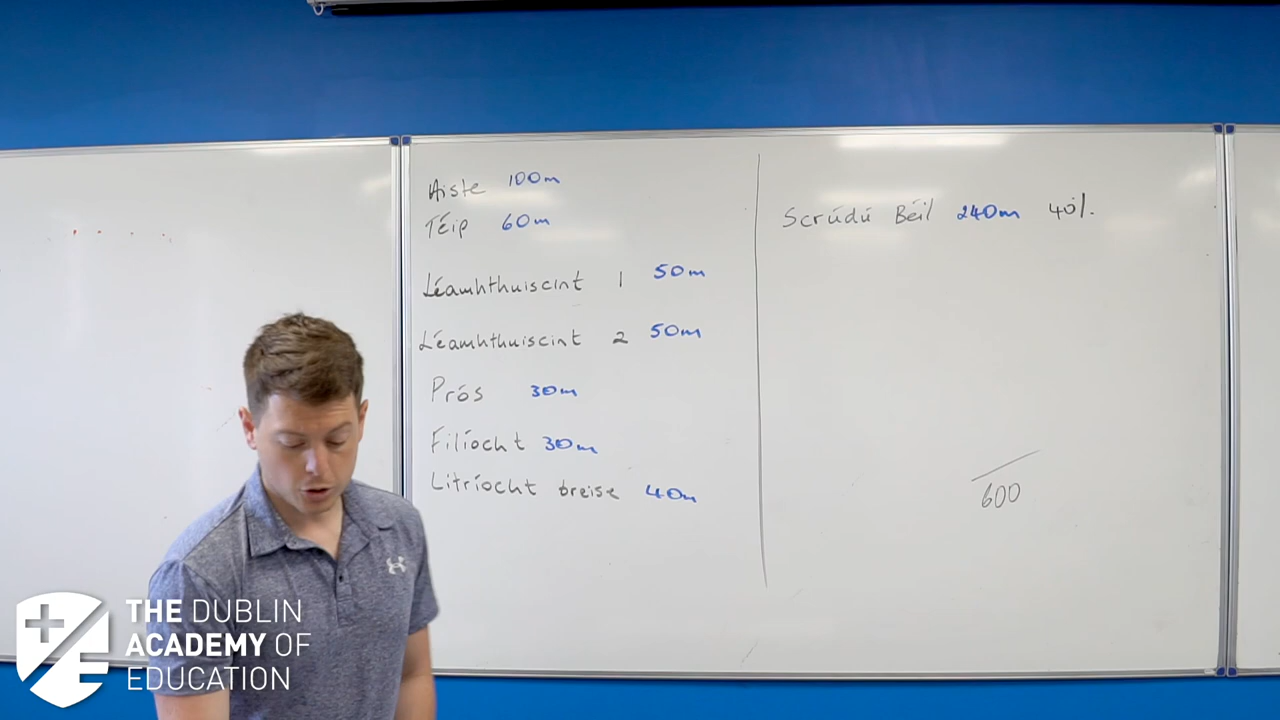 Aiste 100m
Téip 60m
Léamhthuiscint 1 50m
Léamhthuiscint 2 50m
Prós 30m
Filíocht 30m
Litríocht breise 40m
Scrúdú Béil 240m 40%.
600
THE DUBLIN
ACADEMY OF
EDUCATION